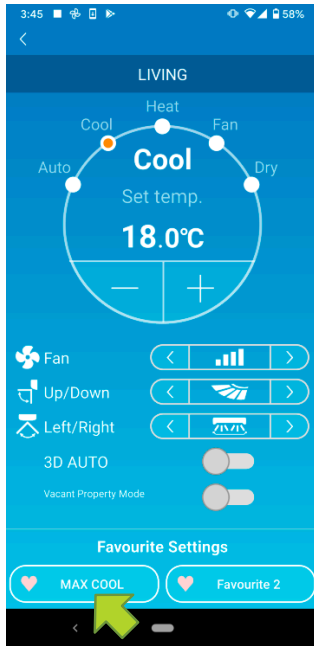 3:45 58%
LIVING
Heat
Cool Fan
Auto Cool Dry
Set temp.
18.0°C
Fan
Up/Down
Left/Right
3D AUTO
Vacant Property Mode
Favourite Settings
MAX COOL Favourite 2